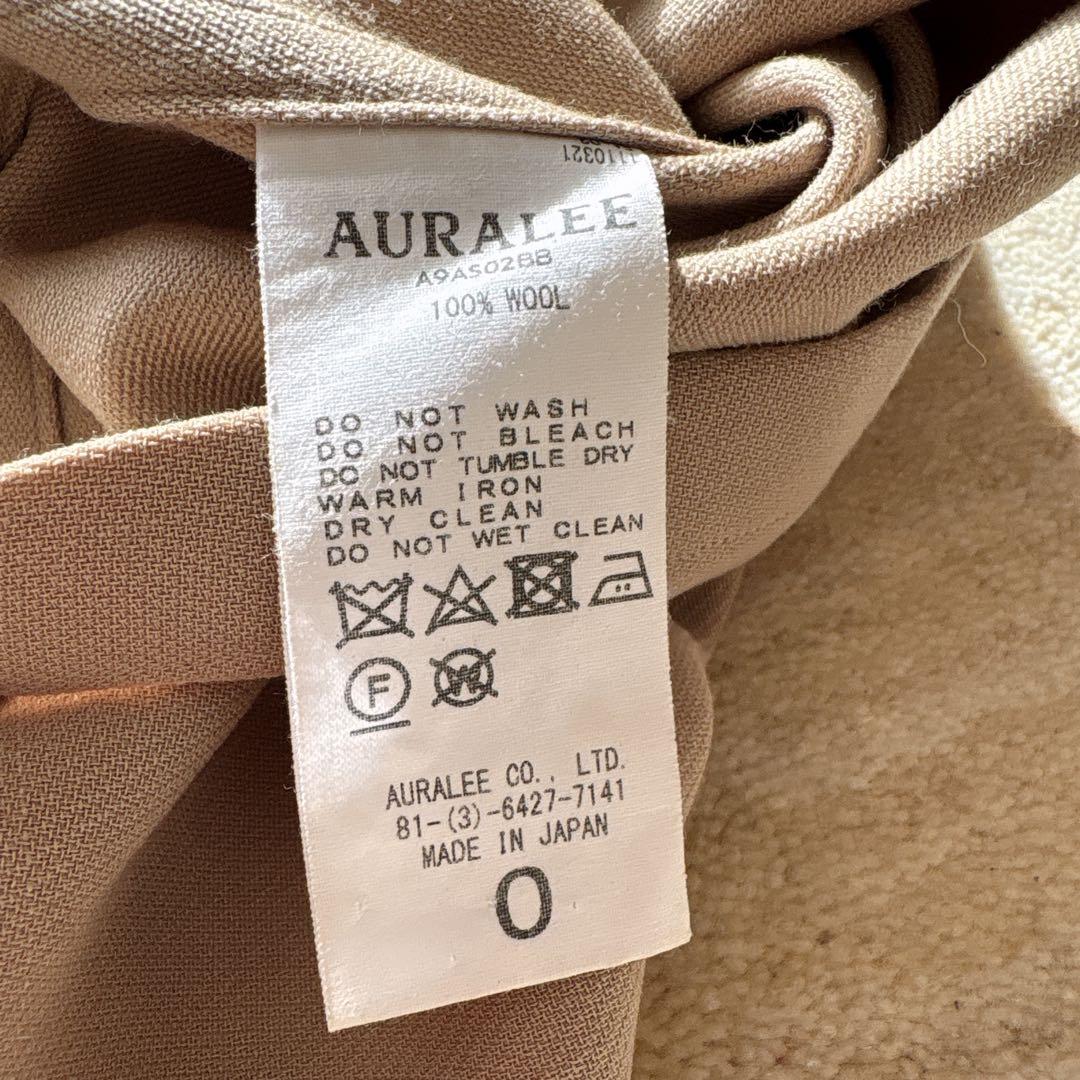 AURALEE
A9AS02BB
100% WOOL
DO NOT WASH
DO NOT BLEACH
DO NOT TUMBLE DRY
WARM IRON
DRY CLEAN
DO NOT WET CLEAN
F W
AURALEE CO., LTD.
81-(3)-6427-7141
MADE IN JAPAN
0